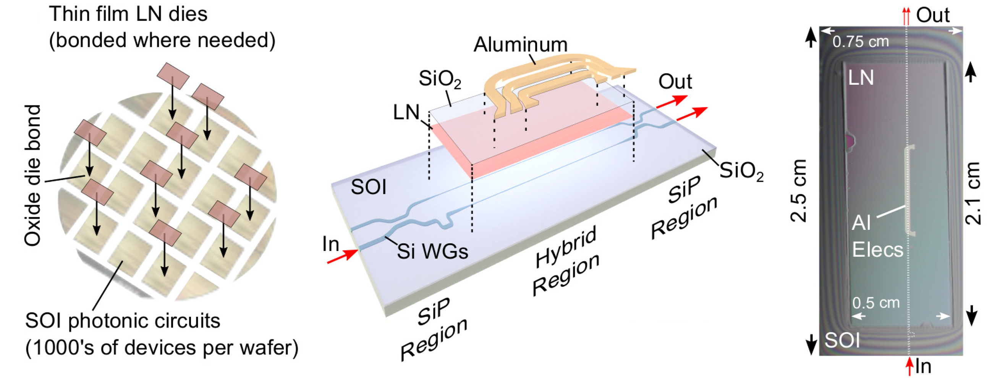 Thin film LN dies
(bonded where needed)
Oxide die bond
SOI photonic circuits
(1000's of devices per wafer)
Aluminum
SiO2
LN
SOI
In
Si WGs
Out
SiO2
SiP
Region
Hybrid
Region
SiP
Region
Out
0.75 cm
LN
2.5 cm
2.1 cm
Al
Elecs
0.5 cm
SOI
In